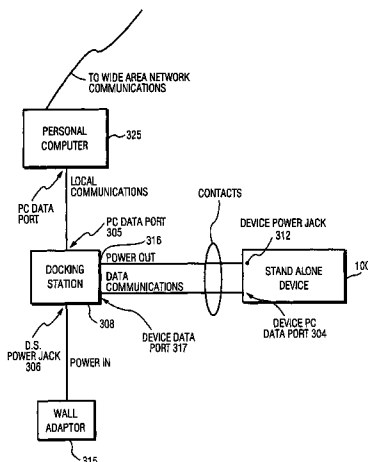 TO WIDE AREA NETWORK
COMMUNICATIONS
PERSONAL
COMPUTER
325
PC DATA
PORT
LOCAL
COMMUNICATIONS
CONTACTS
PC DATA PORT
305
316
DEVICE POWER JACK
312
POWER OUT
DOCKING
STATION
DATA
COMMUNICATIONS
STAND ALONE
DEVICE
100
308
D.S.
POWER JACK
306
DEVICE DATA
PORT 317
DEVICE PC
DATA PORT 304
POWER IN
WALL
ADAPTOR
315